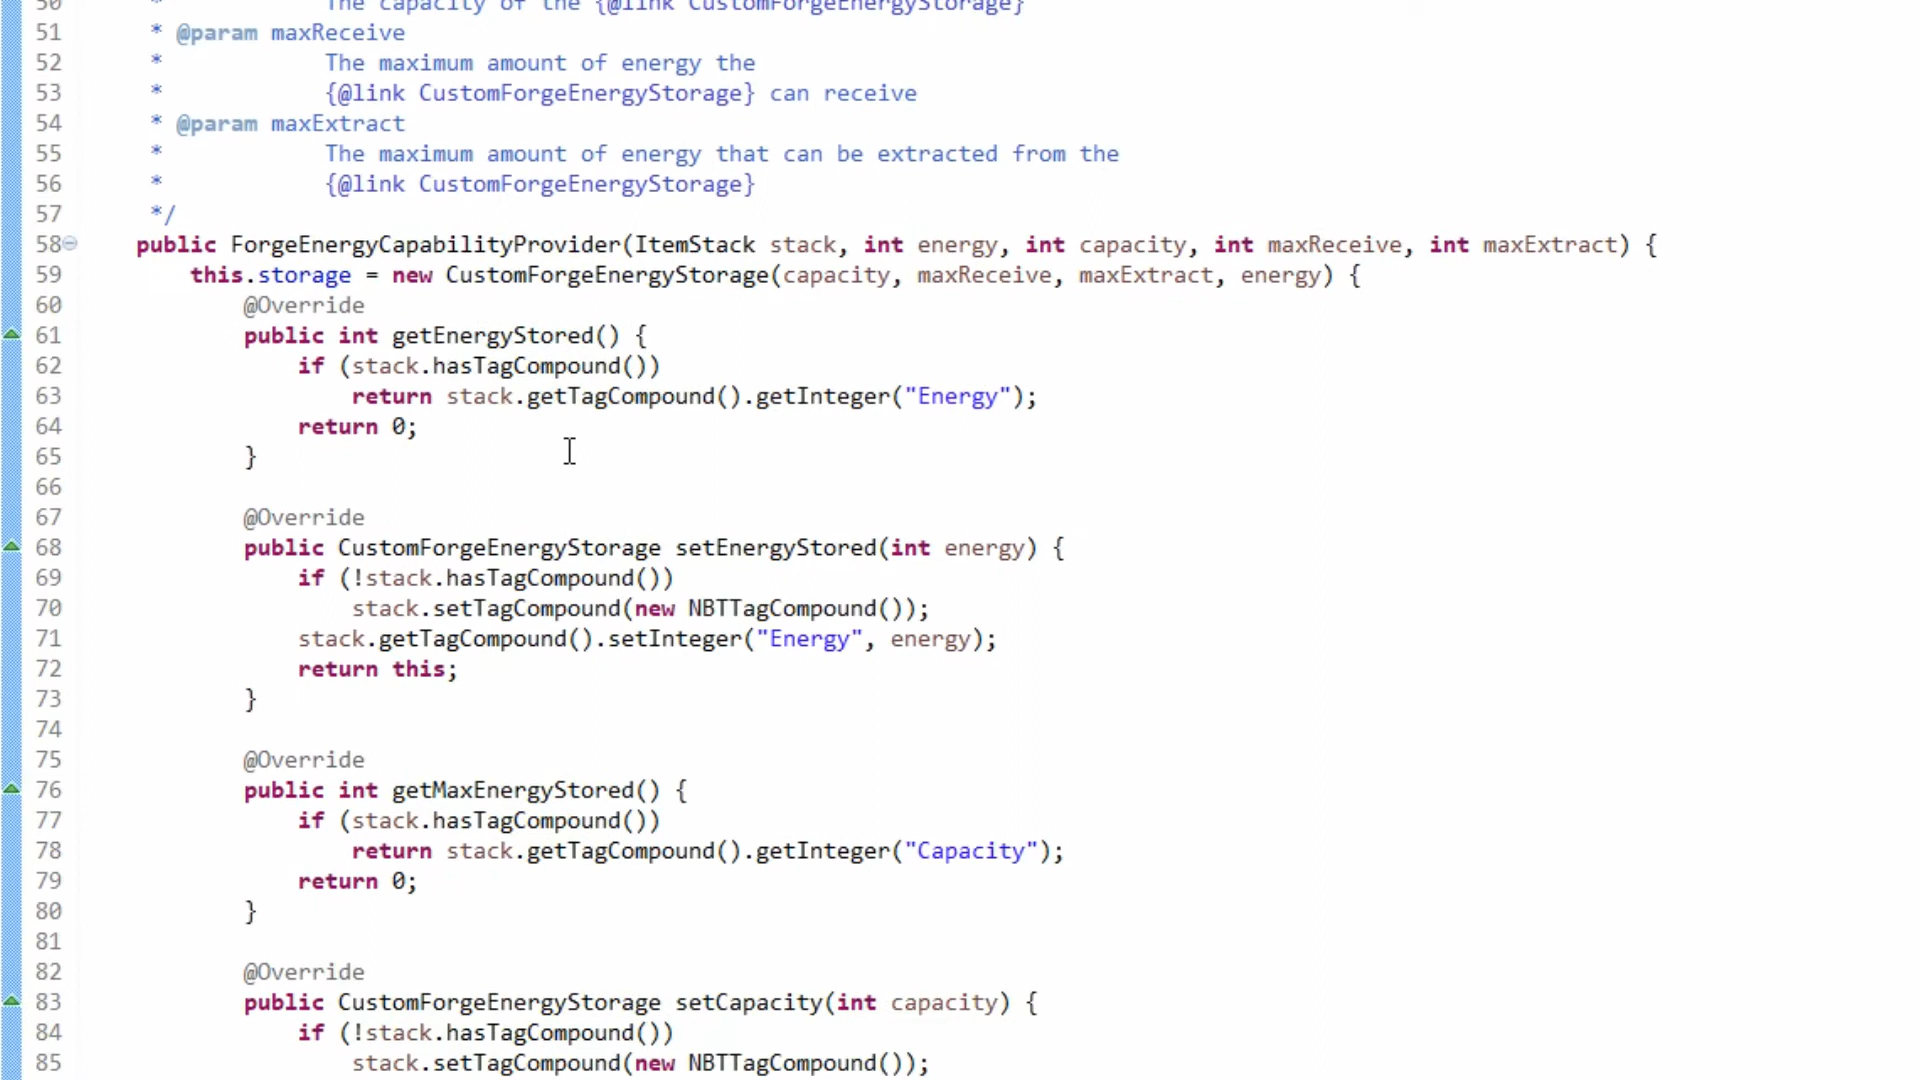 50 * The capacity of the {@link CustomForgeEnergyStorage}
51 * @param maxReceive
52 * The maximum amount of energy the
53 * {@link CustomForgeEnergyStorage} can receive
54 * @param maxExtract
55 * The maximum amount of energy that can be extracted from the
56 * {@link CustomForgeEnergyStorage}
57 */
58 public ForgeEnergyCapabilityProvider(ItemStack stack, int energy, int capacity, int maxReceive, int maxExtract) {
59 this.storage = new CustomForgeEnergyStorage(capacity, maxReceive, maxExtract, energy) {
60 @Override
61 public int getEnergyStored() {
62 if (stack.hasTagCompound())
63 return stack.getTagCompound().getInteger("Energy");
64 return 0;
65 }
66
67 @Override
68 public CustomForgeEnergyStorage setEnergyStored(int energy) {
69 if (!stack.hasTagCompound())
70 stack.setTagCompound(new NBTTagCompound());
71 stack.getTagCompound().setInteger("Energy", energy);
72 return this;
73 }
74
75 @Override
76 public int getMaxEnergyStored() {
77 if (stack.hasTagCompound())
78 return stack.getTagCompound().getInteger("Capacity");
79 return 0;
80 }
81
82 @Override
83 public CustomForgeEnergyStorage setCapacity(int capacity) {
84 if (!stack.hasTagCompound())
85 stack.setTagCompound(new NBTTagCompound());